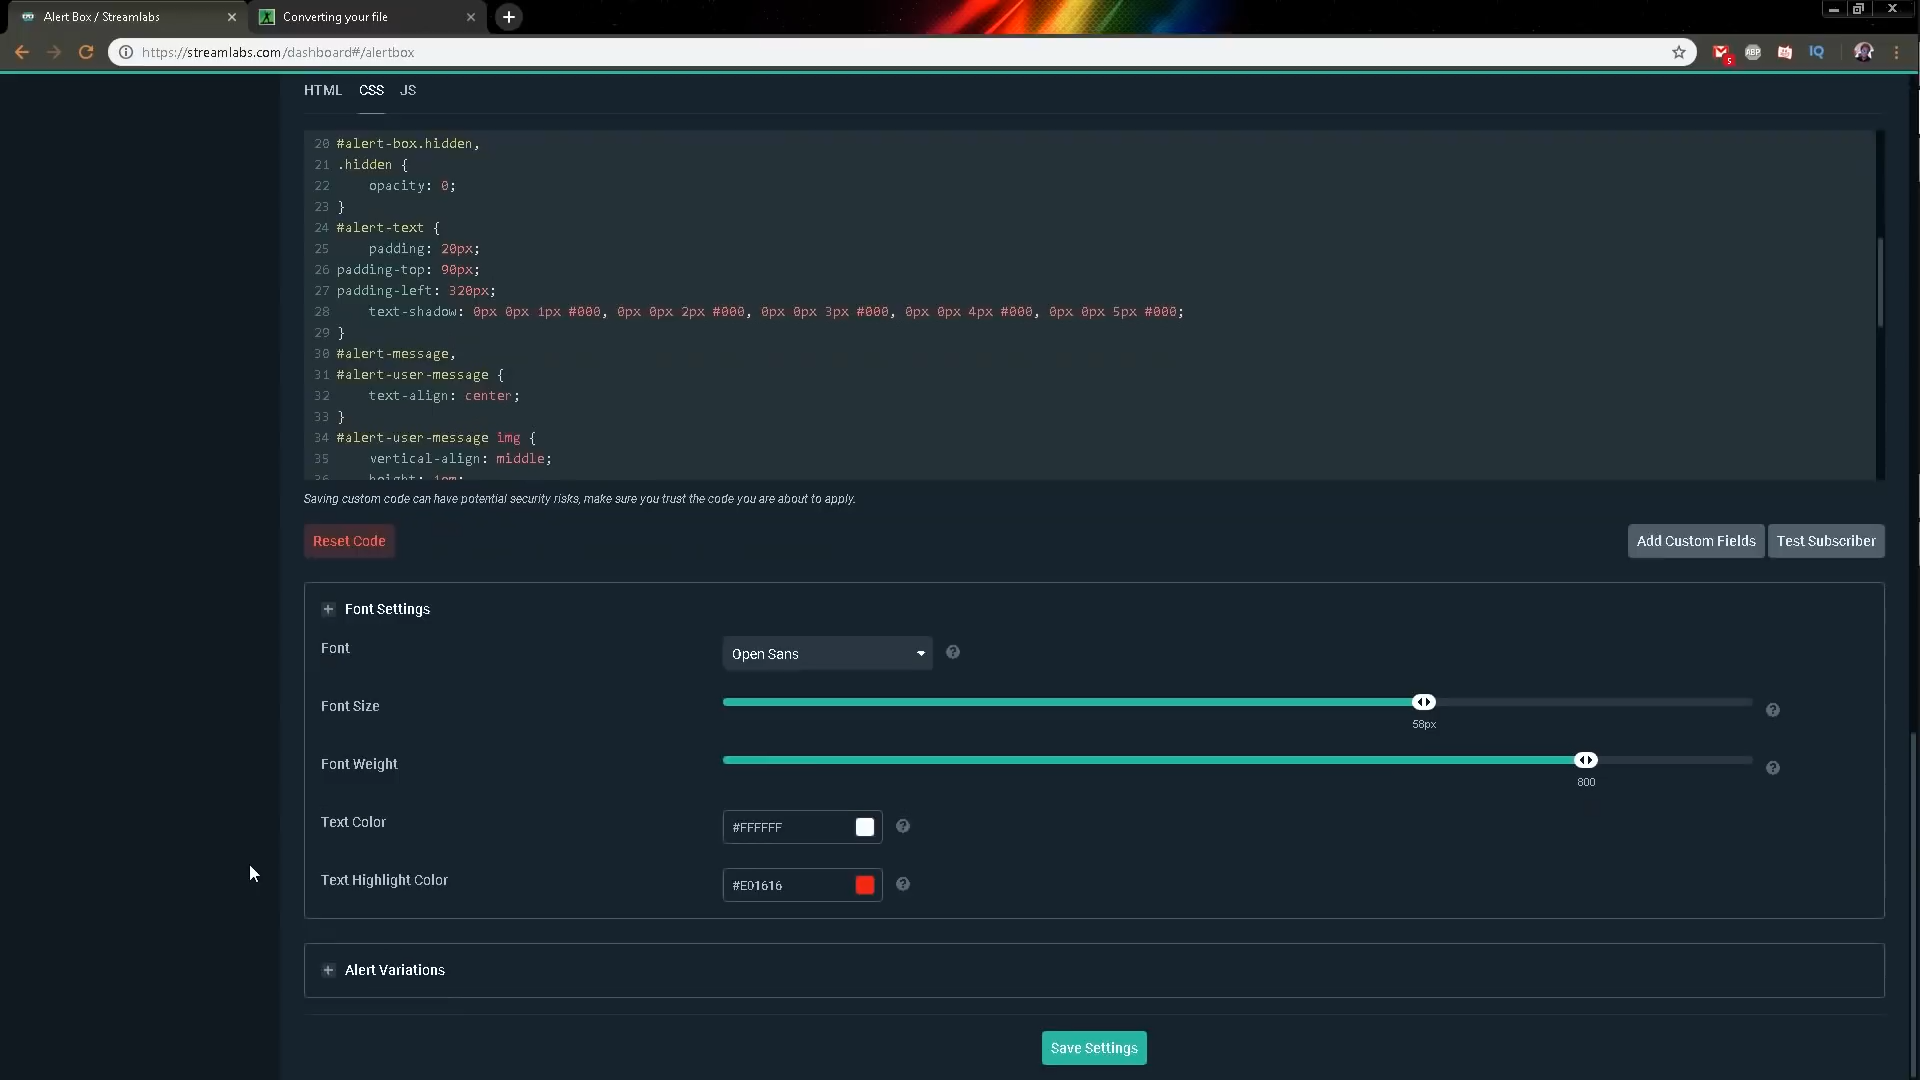 Alert Box / Streamlabs
Converting your file
https://streamlabs.com/dashboard#/alertbox
5
ABP
IQ
HTML CSS JS
20 #alert-box.hidden,
21 .hidden {
22 opacity: 0;
23 }
24 #alert-text {
25 padding: 20px;
26 padding-top: 90px;
27 padding-left: 320px;
28 text-shadow: 0px 0px 1px #000, 0px 0px 2px #000, 0px 0px 3px #000, 0px 0px 4px #000, 0px 0px 5px #000;
29 }
30 #alert-message,
31 #alert-user-message {
32 text-align: center;
33 }
34 #alert-user-message img {
35 vertical-align: middle;
36 height: 1em;
Saving custom code can have potential security risks, make sure you trust the code you are about to apply.
Reset Code
Add Custom Fields
Test Subscriber
+ Font Settings
Font
Open Sans
?
Font Size
58px
?
Font Weight
800
?
Text Color
#FFFFFF
?
Text Highlight Color
#E01616
?
+ Alert Variations
Save Settings